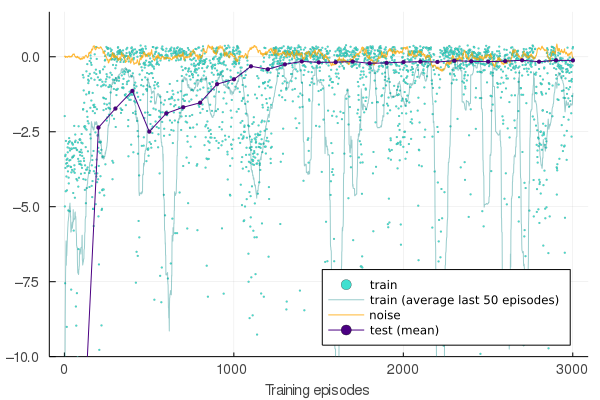 0.0
−2.5
−5.0
−7.5
−10.0
0
1000
2000
3000
Training episodes
train
train (average last 50 episodes)
noise
test (mean)